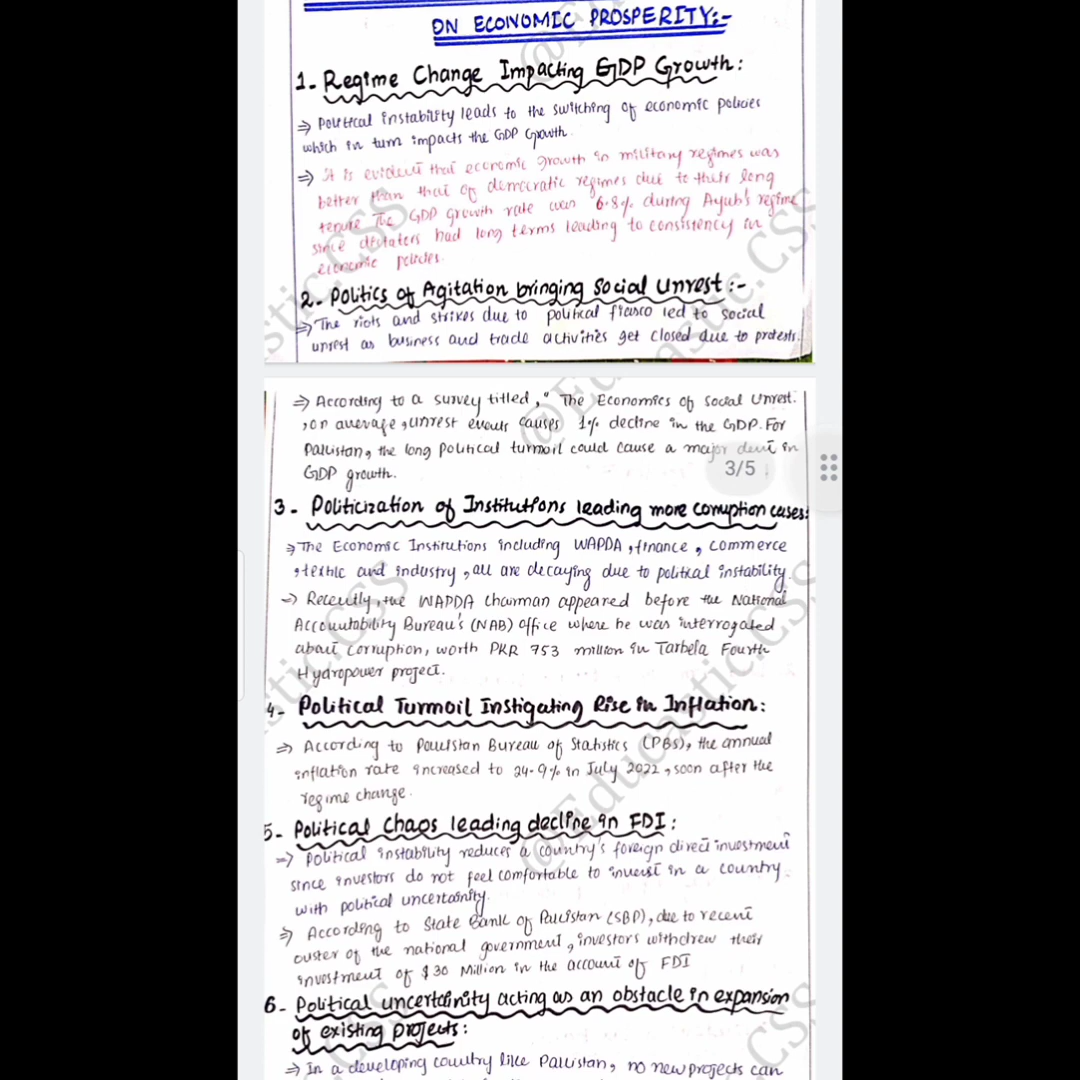 ON ECONOMIC PROSPERITY:-
1- Regime Change Impacting GDP Growth:
⇒ Political instability leads to the switching of economic policies
which in turn impacts the GDP Growth.
⇒ It is evident that economic growth in military regimes was
better than that of democratic regimes due to their long
tenure The GDP growth rate was 6.8% during Ayub's regime
since dictators had long terms leading to consistency in
economic policies.
2- Politics of Agitation bringing Social Unrest:-
⇒ The riots and strikes due to political fiasco led to social
unrest as business and trade activities get closed due to protests.
⇒ According to a survey titled, "The Economics of Social Unrest.
, on average, unrest events causes 1% decline in the GDP. For
Pakistan, the long political turmoil could cause a major dent in
GDP growth.
3/5
3- Politicization of Institutions leading more corruption cases:
⇒ The Economic Institutions including WAPDA, finance, commerce
, textile and industry, all are decaying due to political instability.
⇒ Recently, the WAPDA Chairman appeared before the National
Accountability Bureau's (NAB) office where he was interrogated
about corruption, worth PKR 753 million in Tarbela Fourth
Hydropower project.
4- Political Turmoil Instigating Rise in Inflation:
⇒ According to Pakistan Bureau of Statistics (PBS), the annual
inflation rate increased to 24.9% in July 2022, soon after the
regime change.
5- Political Chaos leading decline in FDI:
⇒ Political instability reduces a country's foreign direct investment
since investors do not feel comfortable to invest in a country
with political uncertainity.
⇒ According to State Bank of Pakistan (SBP), due to recent
ouster of the national government, investors withdrew their
investment of $30 Million in the account of FDI
6- Political uncertainity acting as an obstacle in expansion
of existing projects:
⇒ In a developing country like Pakistan, no new projects can
@Educastic.CSS